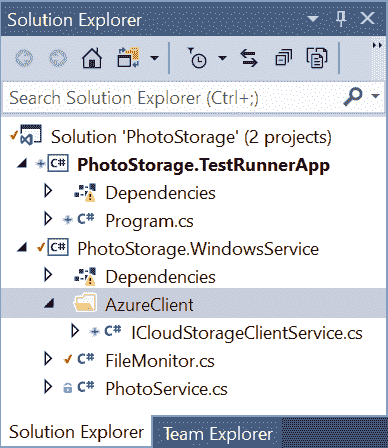 Solution Explorer
Search Solution Explorer (Ctrl+;)
Solution 'PhotoStorage' (2 projects)
C# PhotoStorage.TestRunnerApp
Dependencies
C# Program.cs
C# PhotoStorage.WindowsService
Dependencies
AzureClient
C# ICloudStorageClientService.cs
C# FileMonitor.cs
C# PhotoService.cs
Solution Explorer Team Explorer